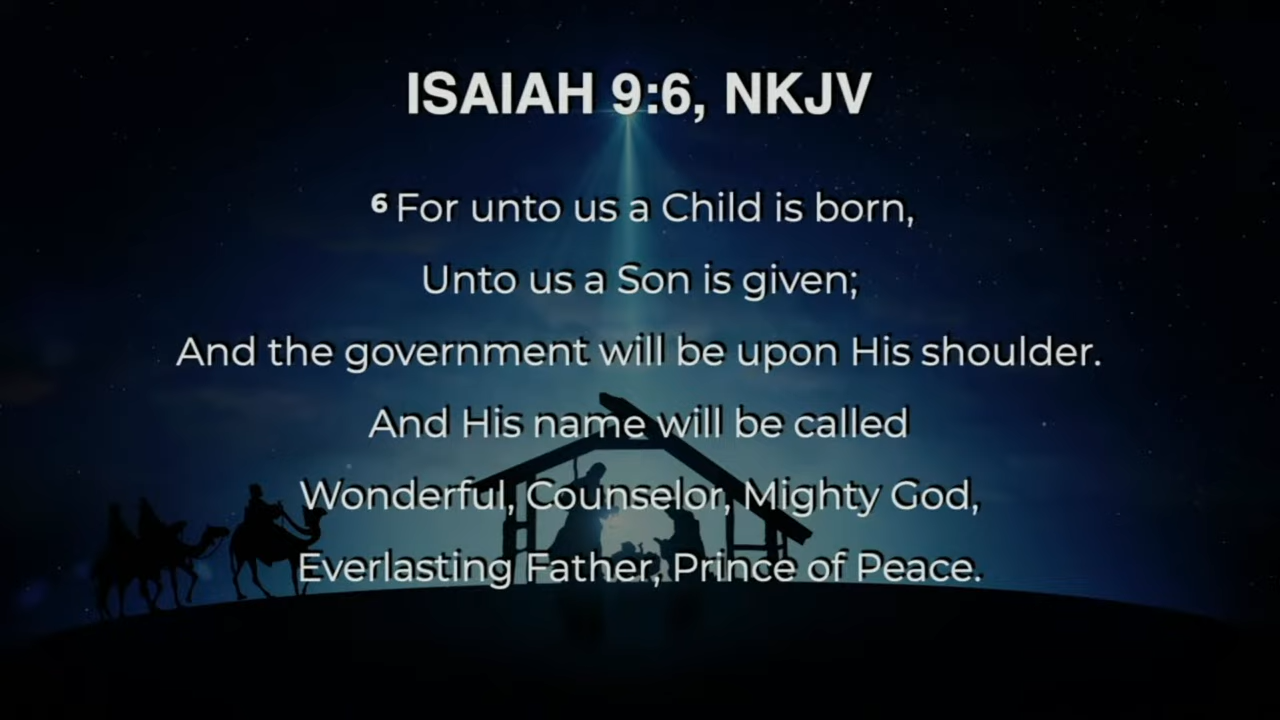 ISAIAH 9:6, NKJV
6 For unto us a Child is born,
Unto us a Son is given;
And the government will be upon His shoulder.
And His name will be called
Wonderful, Counselor, Mighty God,
Everlasting Father, Prince of Peace.